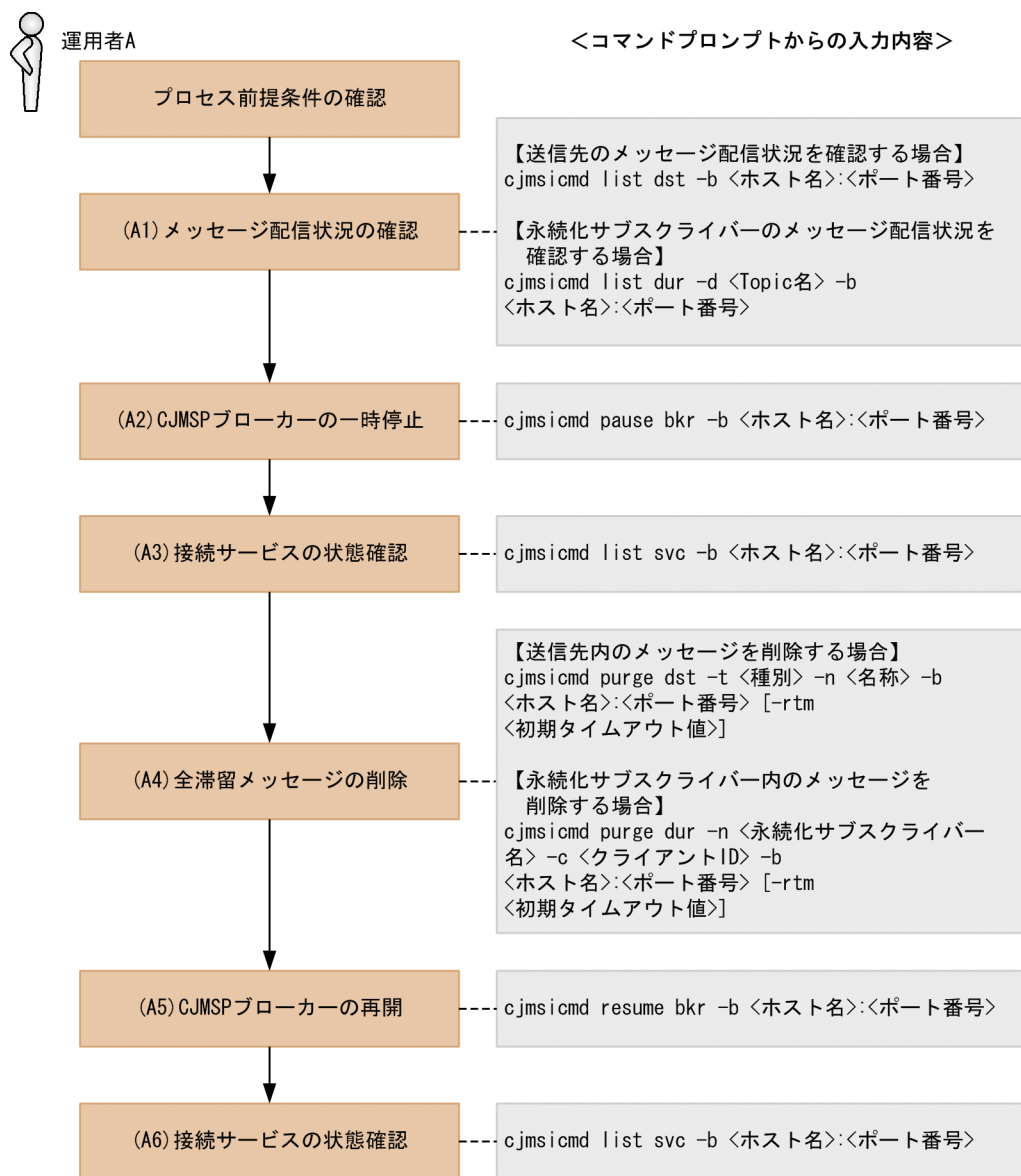 運用者A
＜コマンドプロンプトからの入力内容＞
プロセス前提条件の確認
【送信先のメッセージ配信状況を確認する場合】
cjmsicmd list dst -b <ホスト名>:<ポート番号>
(A1)メッセージ配信状況の確認
【永続化サブスクライバーのメッセージ配信状況を
確認する場合】
cjmsicmd list dur -d <Topic名> -b
<ホスト名>:<ポート番号>
(A2)CJMSPブローカーの一時停止
cjmsicmd pause bkr -b <ホスト名>:<ポート番号>
(A3)接続サービスの状態確認
cjmsicmd list svc -b <ホスト名>:<ポート番号>
(A4)全滞留メッセージの削除
【送信先内のメッセージを削除する場合】
cjmsicmd purge dst -t <種別> -n <名称> -b
<ホスト名>:<ポート番号> [-rtm
<初期タイムアウト値>]
【永続化サブスクライバー内のメッセージを
削除する場合】
cjmsicmd purge dur -n <永続化サブスクライバー
名> -c <クライアントID> -b
<ホスト名>:<ポート番号> [-rtm
<初期タイムアウト値>]
(A5)CJMSPブローカーの再開
cjmsicmd resume bkr -b <ホスト名>:<ポート番号>
(A6)接続サービスの状態確認
cjmsicmd list svc -b <ホスト名>:<ポート番号>